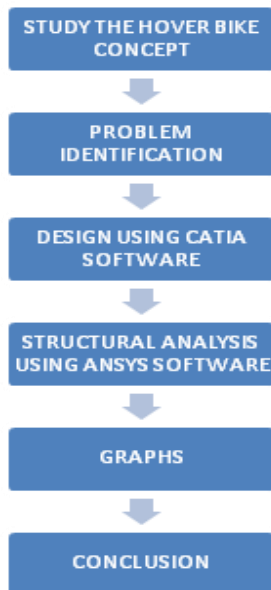 STUDY THE HOVER BIKE
CONCEPT
PROBLEM
IDENTIFICATION
DESIGN USING CATIA
SOFTWARE
STRUCTURAL ANALYSIS
USING ANSYS SOFTWARE
GRAPHS
CONCLUSION